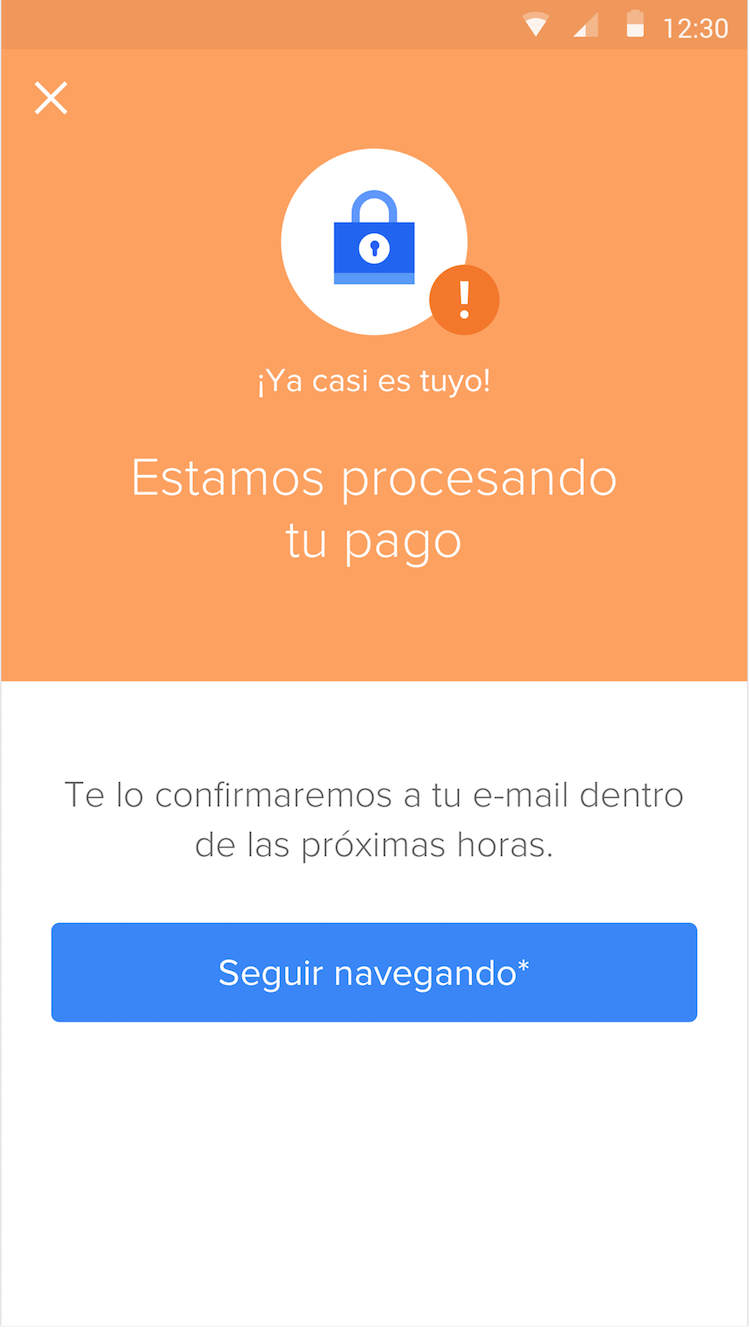 12:30
¡Ya casi es tuyo!
Estamos procesando
tu pago
Te lo confirmaremos a tu e-mail dentro
de las próximas horas.
Seguir navegando*